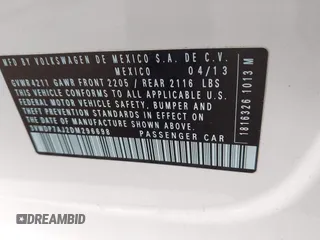 MFD BY VOLKSWAGEN DE MEXICO S.A. DE C.V.
MEXICO 04/13
GVWR 4211 GAWR FRONT 2205 / REAR 2116 LBS
THIS VEHICLE CONFORMS TO ALL APPLICABLE U.S.
FEDERAL MOTOR VEHICLE SAFETY, BUMPER AND
THEFT PREVENTION STANDARDS IN EFFECT ON THE
DATE OF MANUFACTURE SHOWN ABOVE
3VWDP7AJ2DM296698 PASSENGER CAR
1816326 1013 M
DREAMBID